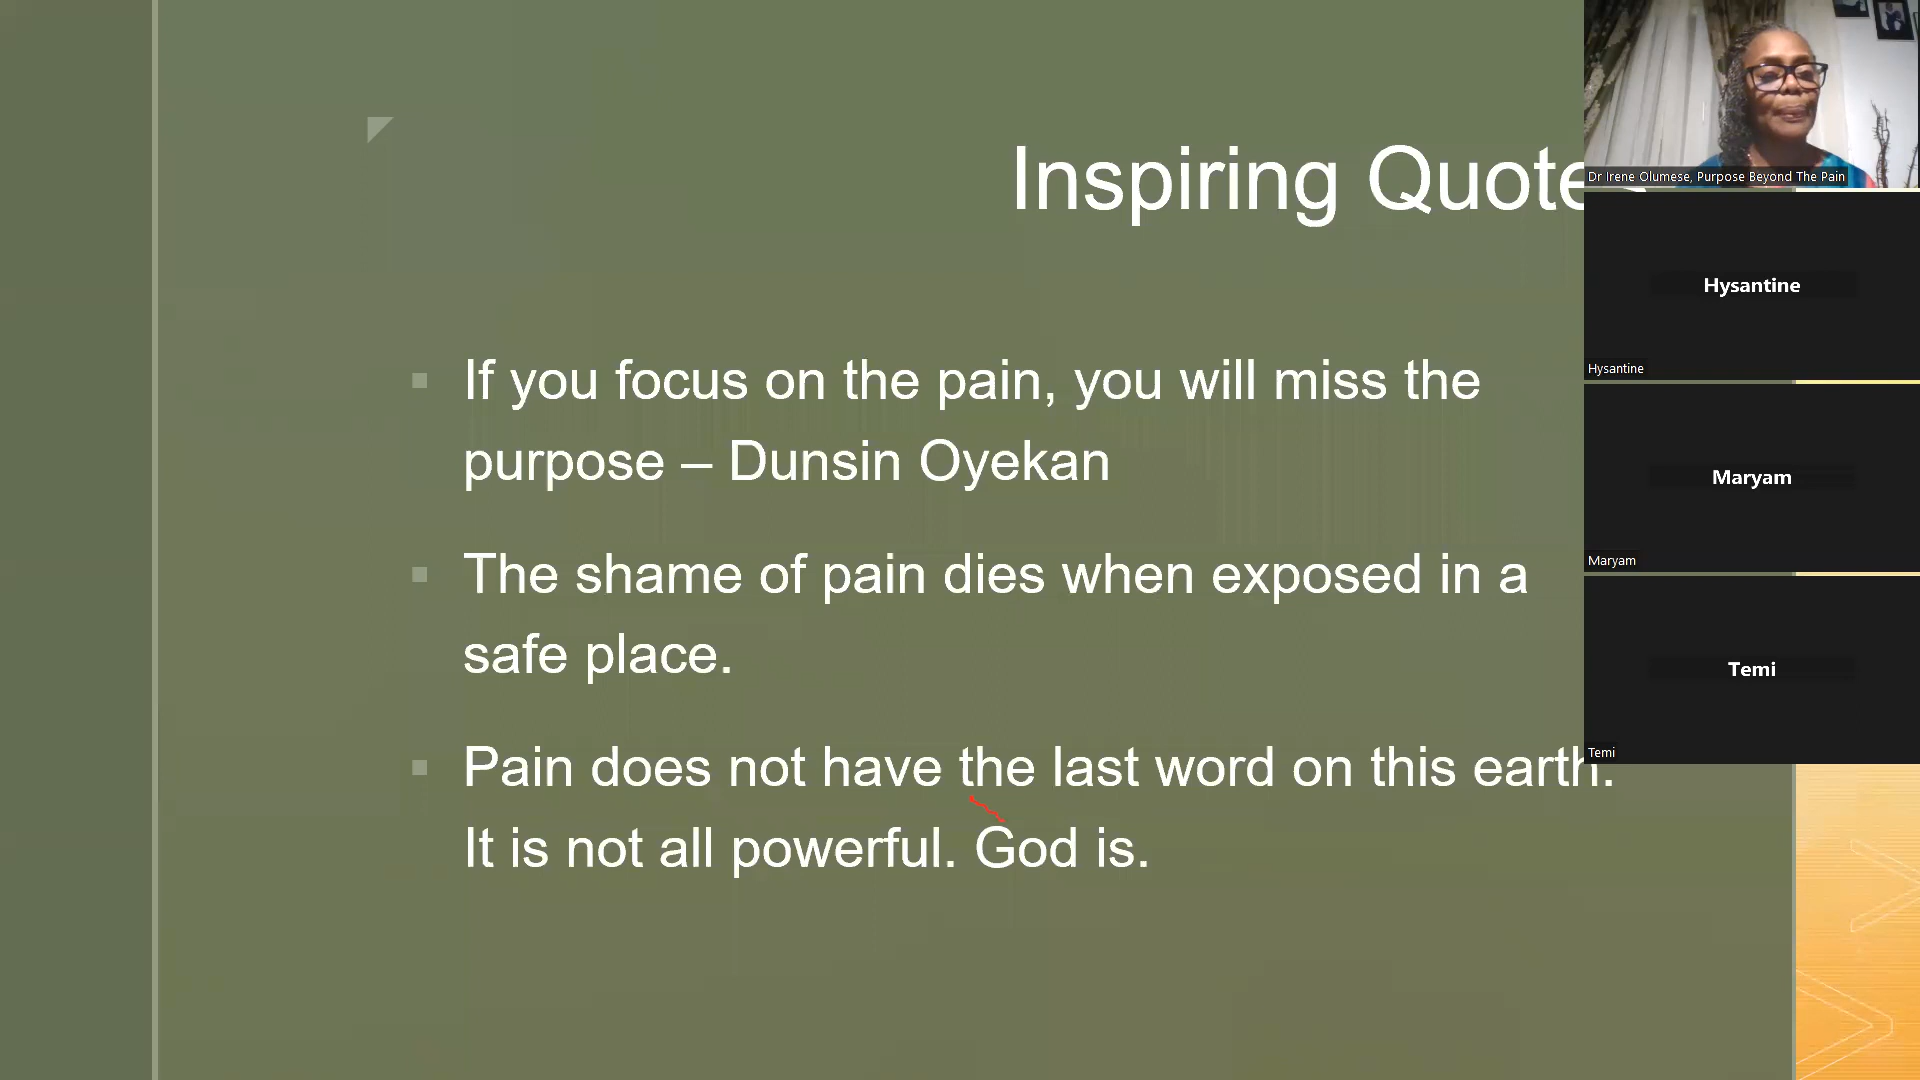 Inspiring Quote
Dr Irene Olumese, Purpose Beyond The Pain
If you focus on the pain, you will miss the
purpose – Dunsin Oyekan
The shame of pain dies when exposed in a
safe place.
Pain does not have the last word on this earth.
It is not all powerful. God is.
Hysantine
Hysantine
Maryam
Maryam
Temi
Temi